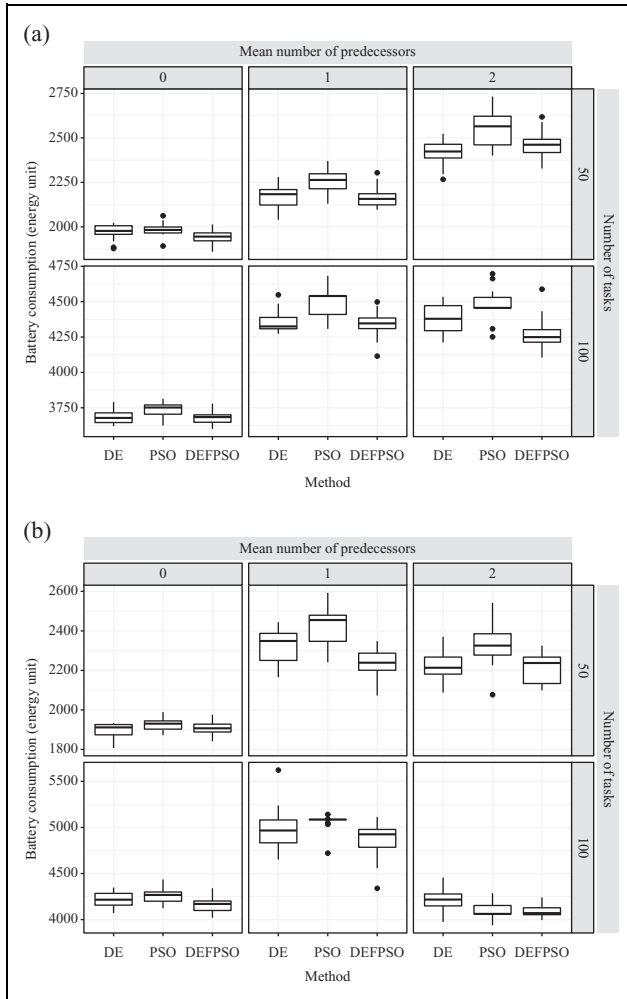 (a)
Mean number of predecessors
0 1 2
Battery consumption (energy unit)
2750
2500
2250
2000
50
4750
4500
4250
4000
3750
100
Number of tasks
DE PSO DEFPSO DE PSO DEFPSO DE PSO DEFPSO
Method
(b)
Mean number of predecessors
0 1 2
Battery consumption (energy unit)
2600
2400
2200
2000
1800
50
5500
5000
4500
4000
100
Number of tasks
DE PSO DEFPSO DE PSO DEFPSO DE PSO DEFPSO
Method